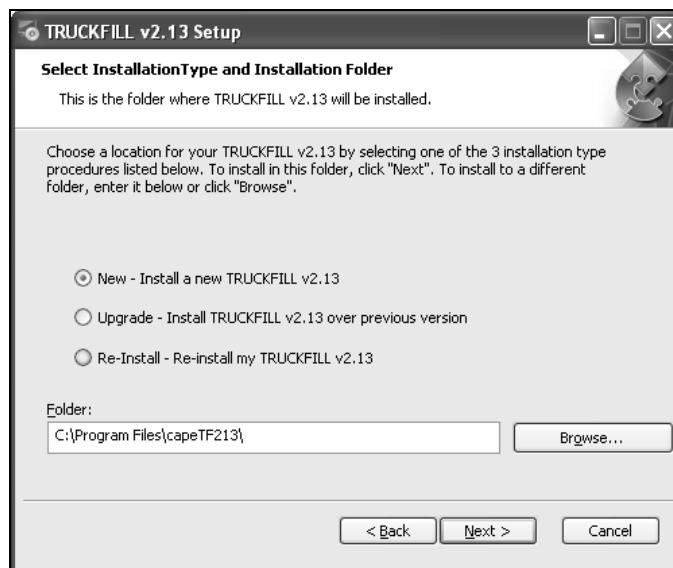 TRUCKFILL v2.13 Setup
Select InstallationType and Installation Folder
This is the folder where TRUCKFILL v2.13 will be installed.
Choose a location for your TRUCKFILL v2.13 by selecting one of the 3 installation type
procedures listed below. To install in this folder, click "Next". To install to a different
folder, enter it below or click "Browse".
New - Install a new TRUCKFILL v2.13
Upgrade - Install TRUCKFILL v2.13 over previous version
Re-Install - Re-install my TRUCKFILL v2.13
Folder:
C:\Program Files\capeTF213\
Browse...
< Back Next > Cancel